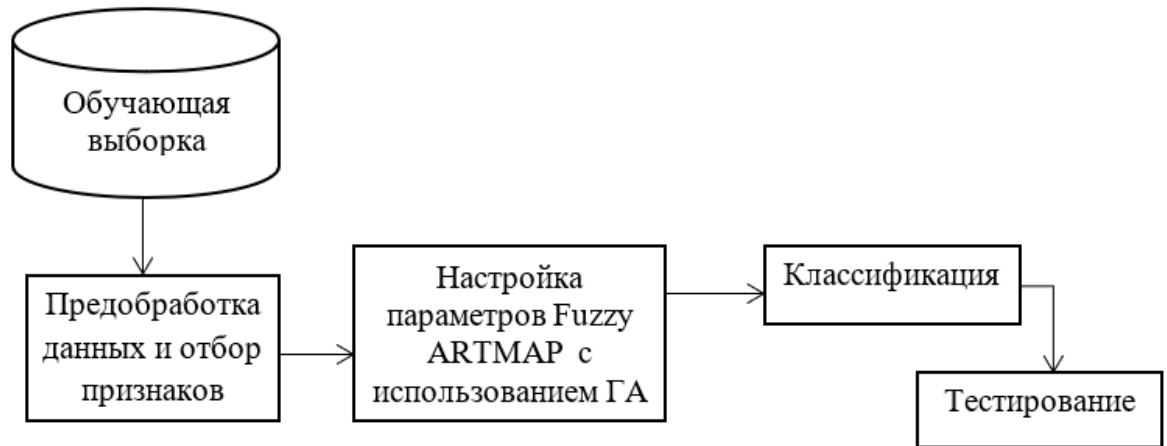 Обучающая
выборка
Предобработка
данных и отбор
признаков
Настройка
параметров Fuzzy
ARTMAP с
использованием ГА
Классификация
Тестирование